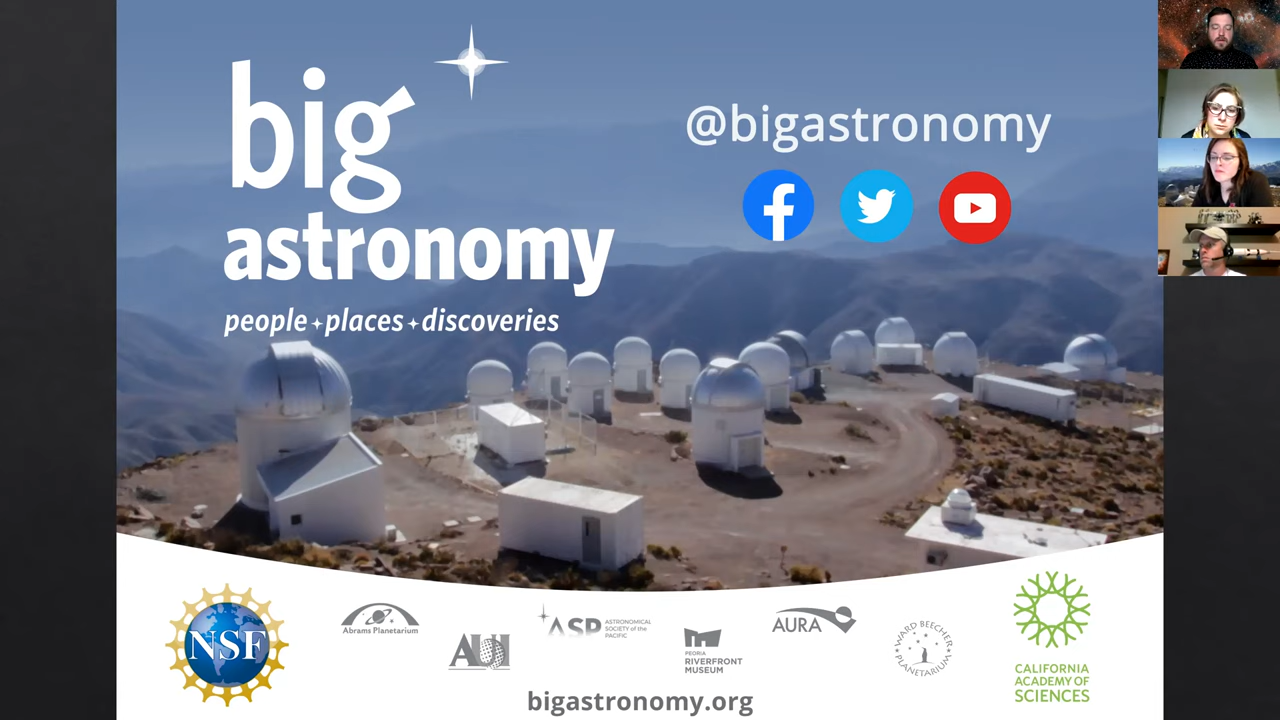 big
astronomy
people places discoveries
@bigastronomy
NSF
Abrams Planetarium
AUI
ASP
ASTRONOMICAL
SOCIETY of the
PACIFIC
PEORIA
RIVERFRONT
MUSEUM
AURA
WARD BEECHER
PLANETARIUM
CALIFORNIA
ACADEMY OF
SCIENCES
bigastronomy.org